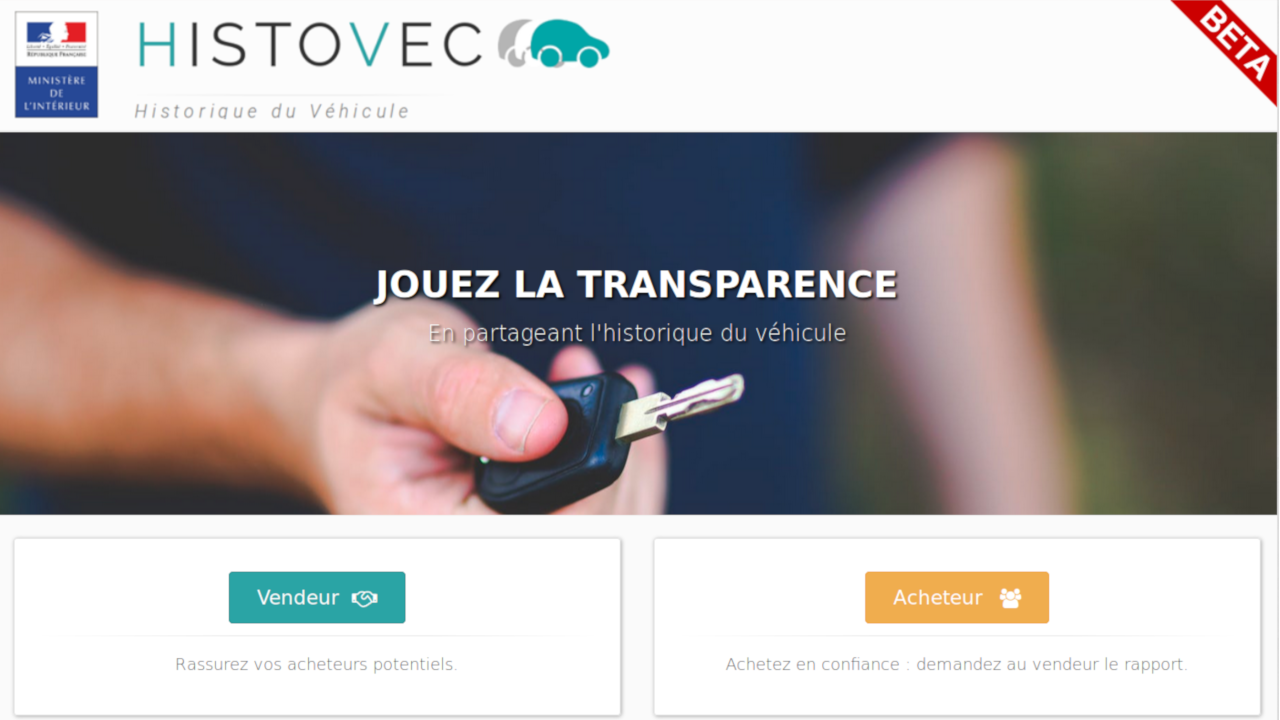 Liberté • Égalité • Fraternité
RÉPUBLIQUE FRANÇAISE
MINISTÈRE
DE
L'INTÉRIEUR
HISTOVEC
Historique du Véhicule
BETA
JOUEZ LA TRANSPARENCE
En partageant l'historique du véhicule
Vendeur
Rassurez vos acheteurs potentiels.
Acheteur
Achetez en confiance : demandez au vendeur le rapport.